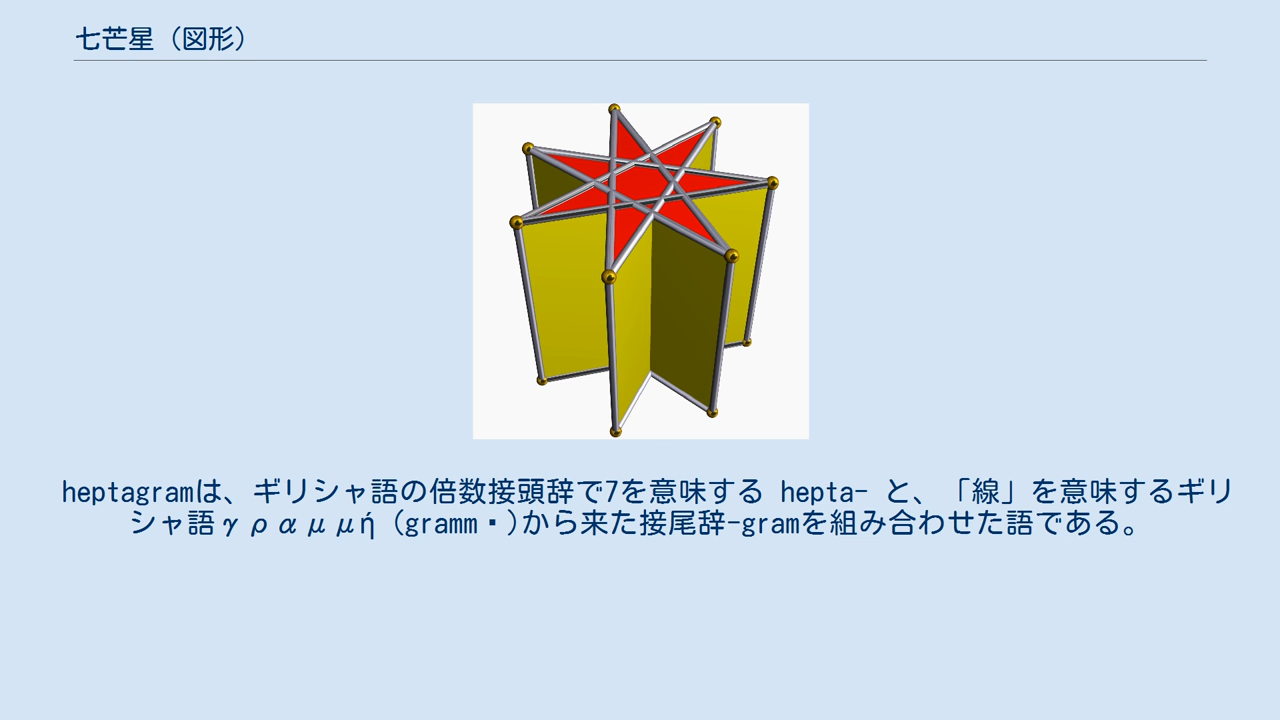 七芒星（図形）
heptagramは、ギリシャ語の倍数接頭辞で7を意味する hepta- と、「線」を意味するギリ
シャ語γραμμή (gramm▪)から来た接尾辞-gramを組み合わせた語である。